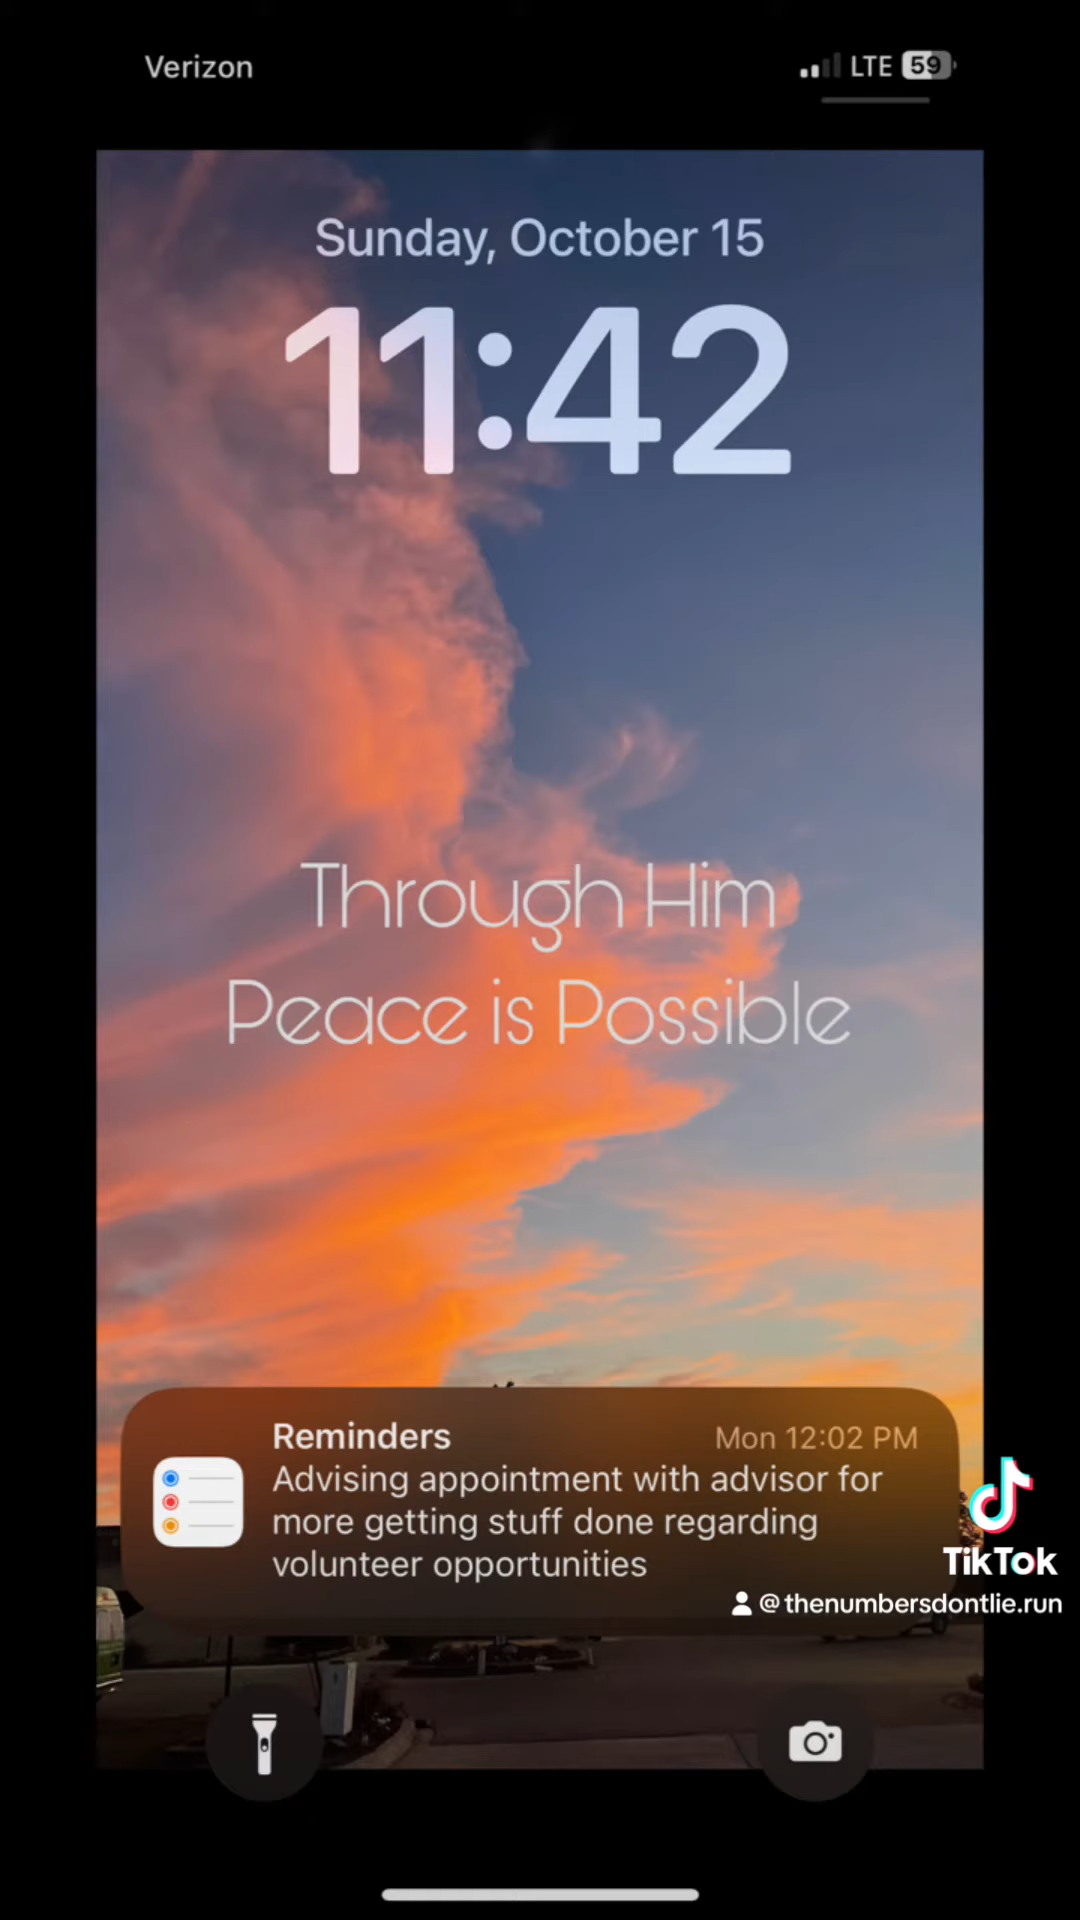 Verizon
LTE 59
Sunday, October 15
11:42
Through Him
Peace is Possible
Reminders Mon 12:02 PM
Advising appointment with advisor for
more getting stuff done regarding
volunteer opportunities
TikTok
@thenumbersdontlie.run